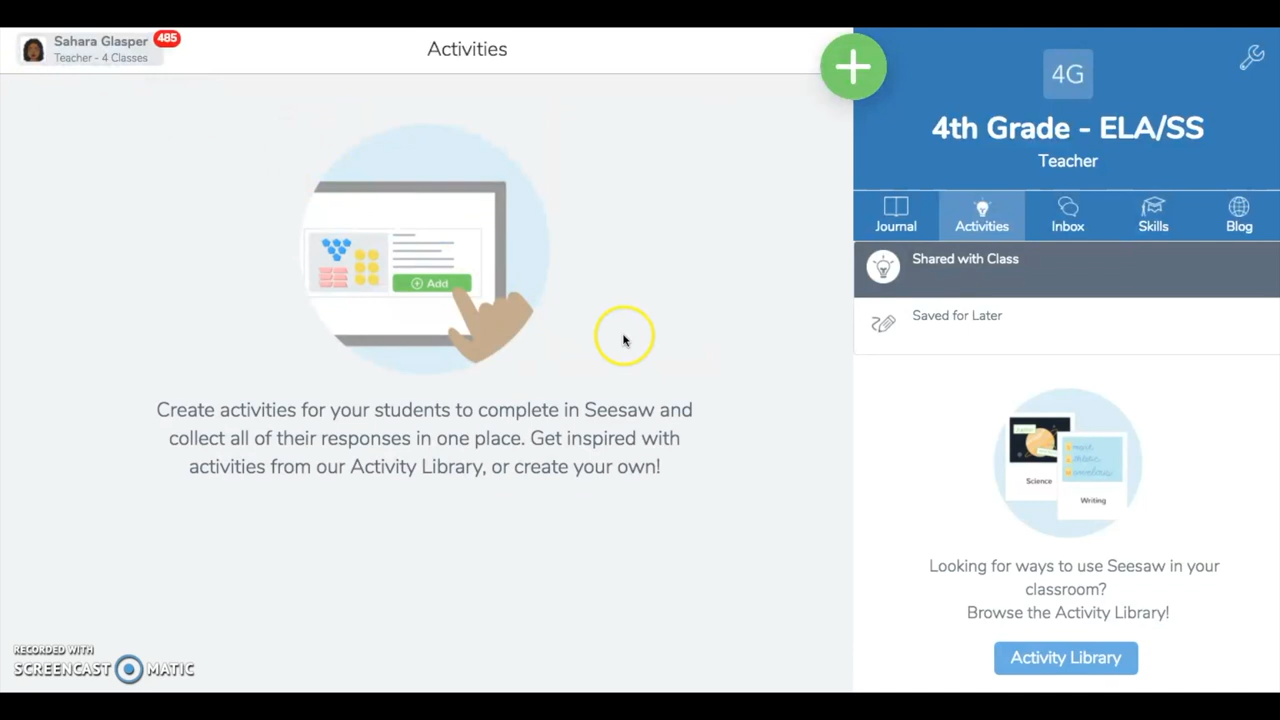 Sahara Glasper 485
Teacher - 4 Classes
Activities
4G
4th Grade - ELA/SS
Teacher
Journal Activities Inbox Skills Blog
Shared with Class
Saved for Later
Add
Create activities for your students to complete in Seesaw and
collect all of their responses in one place. Get inspired with
activities from our Activity Library, or create your own!
Science
Writing
Looking for ways to use Seesaw in your
classroom?
Browse the Activity Library!
Activity Library
RECORDED WITH
SCREENCAST MATIC